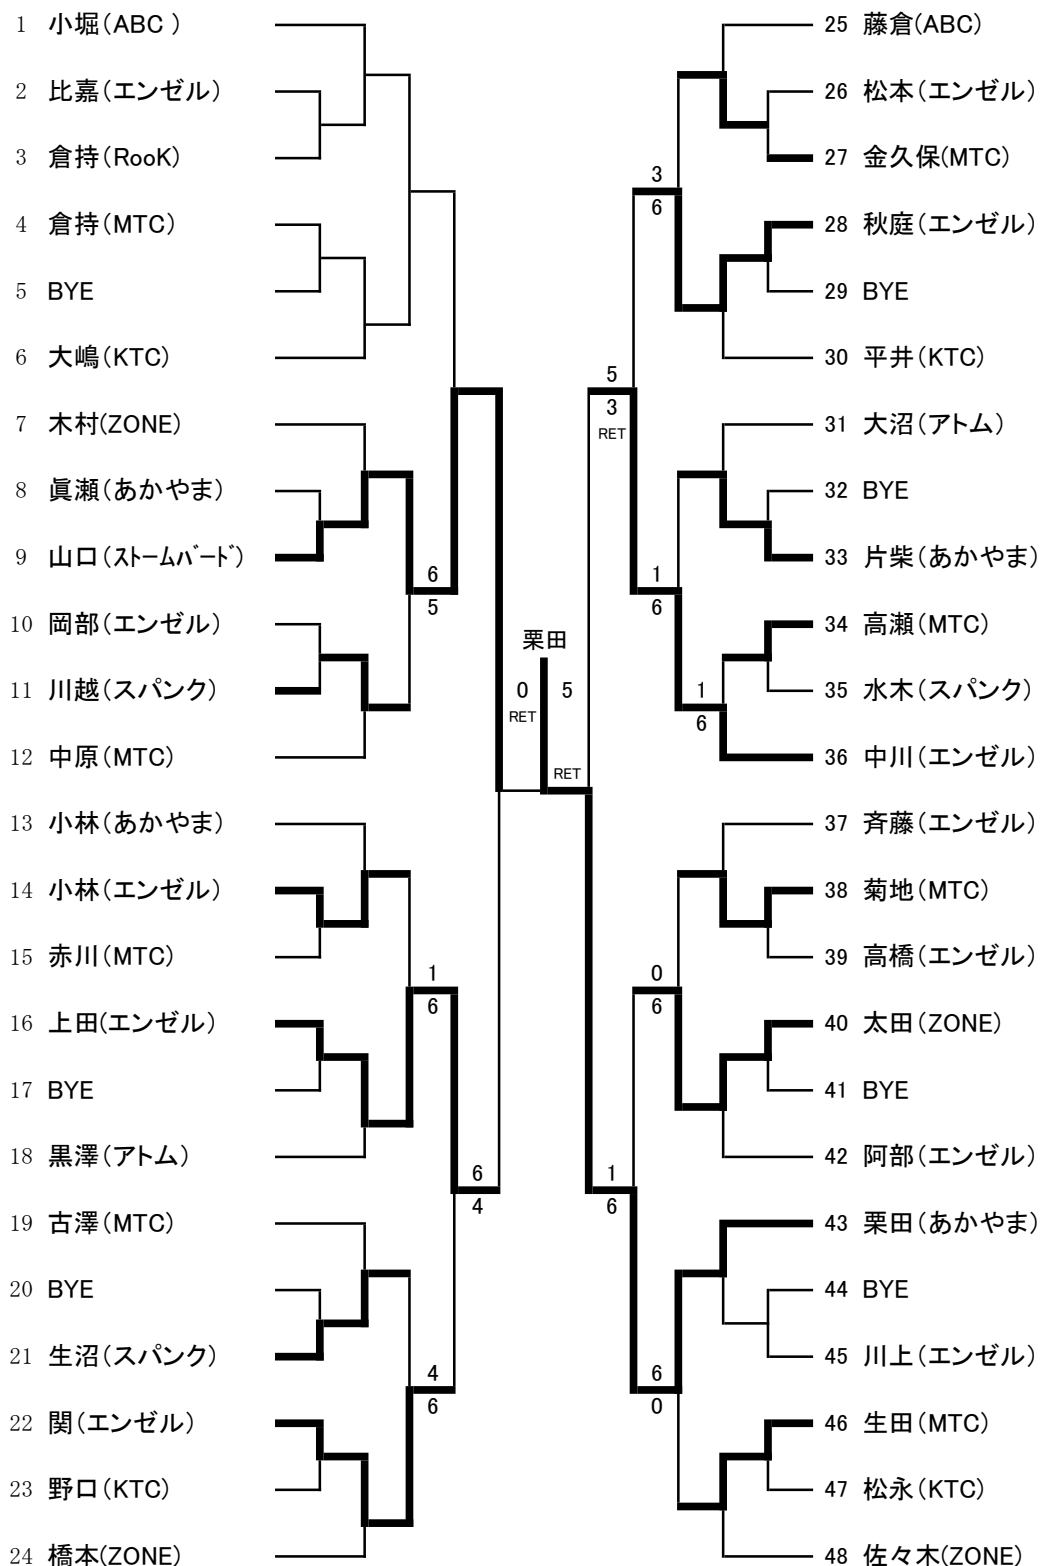 1 小堀（ABC ）
2 比嘉（エンゼル）
3 倉持（RooK）
4 倉持（MTC）
5 BYE
6 大嶋（KTC）
7 木村(ZONE)
8 眞瀬（あかやま）
9 山口（ｽﾄｰﾑﾊﾞｰﾄﾞ）
10 岡部（エンゼル）
11 川越（スパンク）
12 中原（MTC）
13 小林（あかやま）
14 小林（エンゼル）
15 赤川（MTC）
16 上田(エンゼル）
17 BYE
18 黒澤（アトム）
19 古澤（MTC）
20 BYE
21 生沼（スパンク）
22 関（エンゼル）
23 野口（KTC）
24 橋本(ZONE)
6
5
1
6
4
6
6
4
栗田
0
RET
5
RET
5
3
RET
1
6
3
6
1
6
0
6
6
0
1
6
25 藤倉(ABC)
26 松本（エンゼル）
27 金久保(MTC)
28 秋庭（エンゼル）
29 BYE
30 平井（KTC）
31 大沼（アトム）
32 BYE
33 片柴（あかやま）
34 高瀬（MTC）
35 水木（スパンク）
36 中川（エンゼル）
37 斉藤（エンゼル）
38 菊地（MTC）
39 高橋（エンゼル）
40 太田（ZONE）
41 BYE
42 阿部（エンゼル）
43 栗田（あかやま）
44 BYE
45 川上（エンゼル）
46 生田（MTC）
47 松永（KTC）
48 佐々木(ZONE)